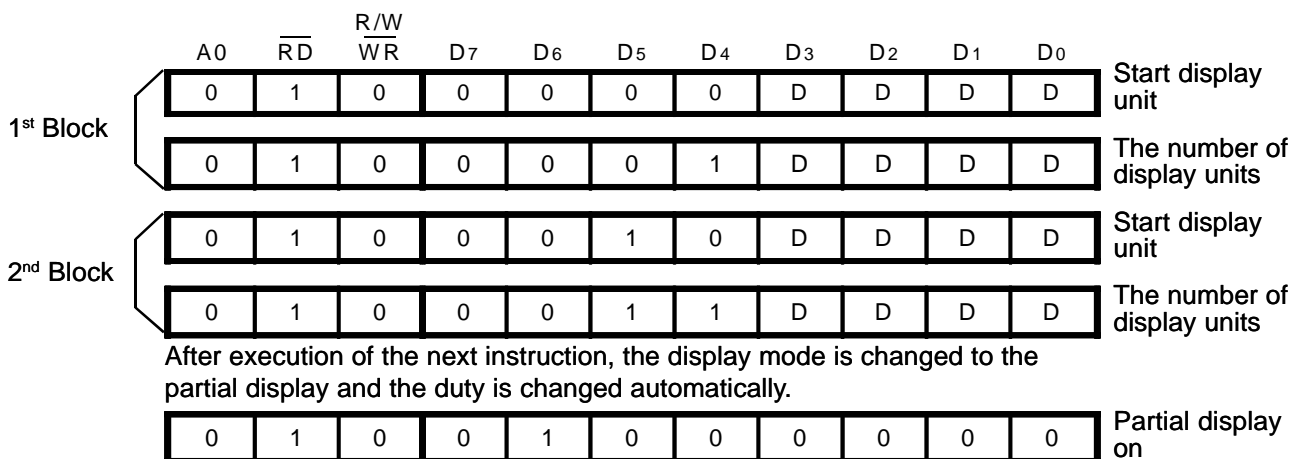 R/W
A0 RD WR D7 D6 D5 D4 D3 D2 D1 D0
1st Block
0 1 0 0 0 0 0 D D D D Start display unit
0 1 0 0 0 0 1 D D D D The number of display units
2nd Block
0 1 0 0 0 1 0 D D D D Start display unit
0 1 0 0 0 1 1 D D D D The number of display units
After execution of the next instruction, the display mode is changed to the
partial display and the duty is changed automatically.
0 1 0 0 1 0 0 0 0 0 0 Partial display on